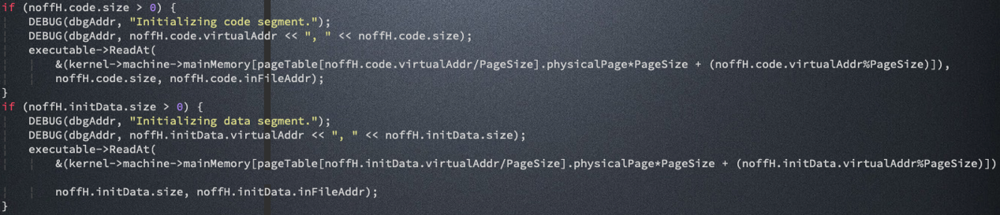 if (noffH.code.size > 0) {
    DEBUG(dbgAddr, "Initializing code segment.");
    DEBUG(dbgAddr, noffH.code.virtualAddr << ", " << noffH.code.size);
    executable->ReadAt(
        &(kernel->machine->mainMemory[pageTable[noffH.code.virtualAddr/PageSize].physicalPage*PageSize + (noffH.code.virtualAddr%PageSize)]),
        noffH.code.size, noffH.code.inFileAddr);
}
if (noffH.initData.size > 0) {
    DEBUG(dbgAddr, "Initializing data segment.");
    DEBUG(dbgAddr, noffH.initData.virtualAddr << ", " << noffH.initData.size);
    executable->ReadAt(
        &(kernel->machine->mainMemory[pageTable[noffH.initData.virtualAddr/PageSize].physicalPage*PageSize + (noffH.initData.virtualAddr%PageSize)])
        noffH.initData.size, noffH.initData.inFileAddr);
}